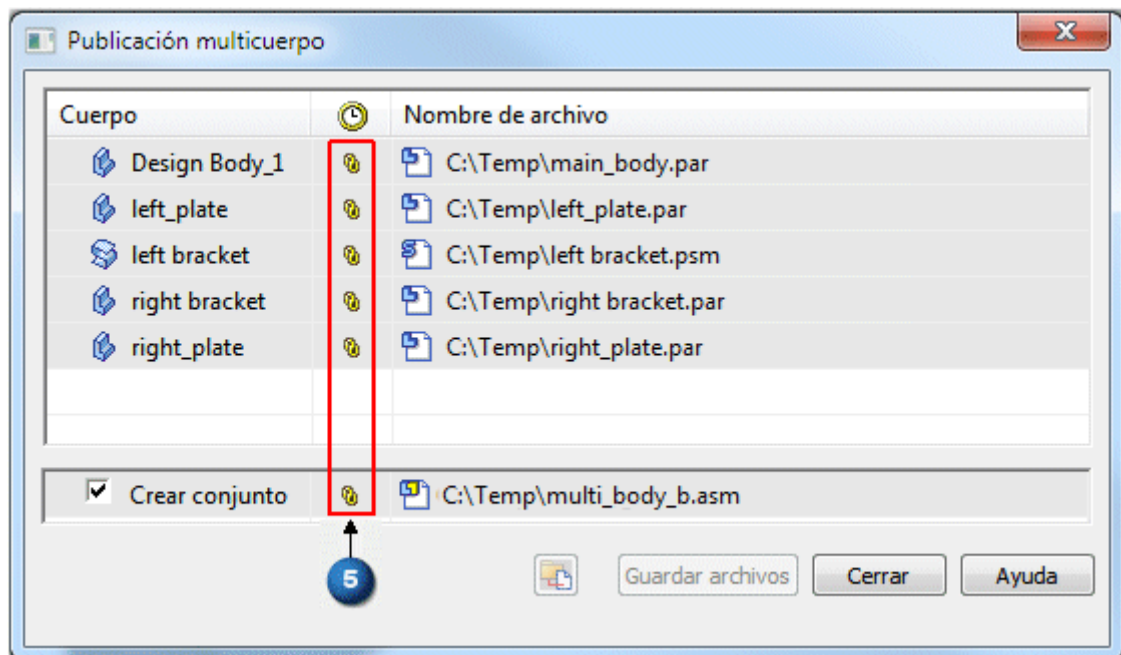 Publicación multicuerpo
Cuerpo Nombre de archivo
Design Body_1 C:\Temp\main_body.par
left_plate C:\Temp\left_plate.par
left bracket C:\Temp\left bracket.psm
right bracket C:\Temp\right bracket.par
right_plate C:\Temp\right_plate.par
Crear conjunto C:\Temp\multi_body_b.asm
5
Guardar archivos Cerrar Ayuda